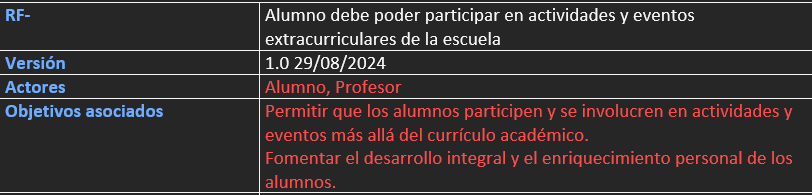 RF- Alumno debe poder participar en actividades y eventos
extracurriculares de la escuela
Versión 1.0 29/08/2024
Actores Alumno, Profesor
Objetivos asociados Permitir que los alumnos participen y se involucren en actividades y
eventos más allá del currículo académico.
Fomentar el desarrollo integral y el enriquecimiento personal de los
alumnos.